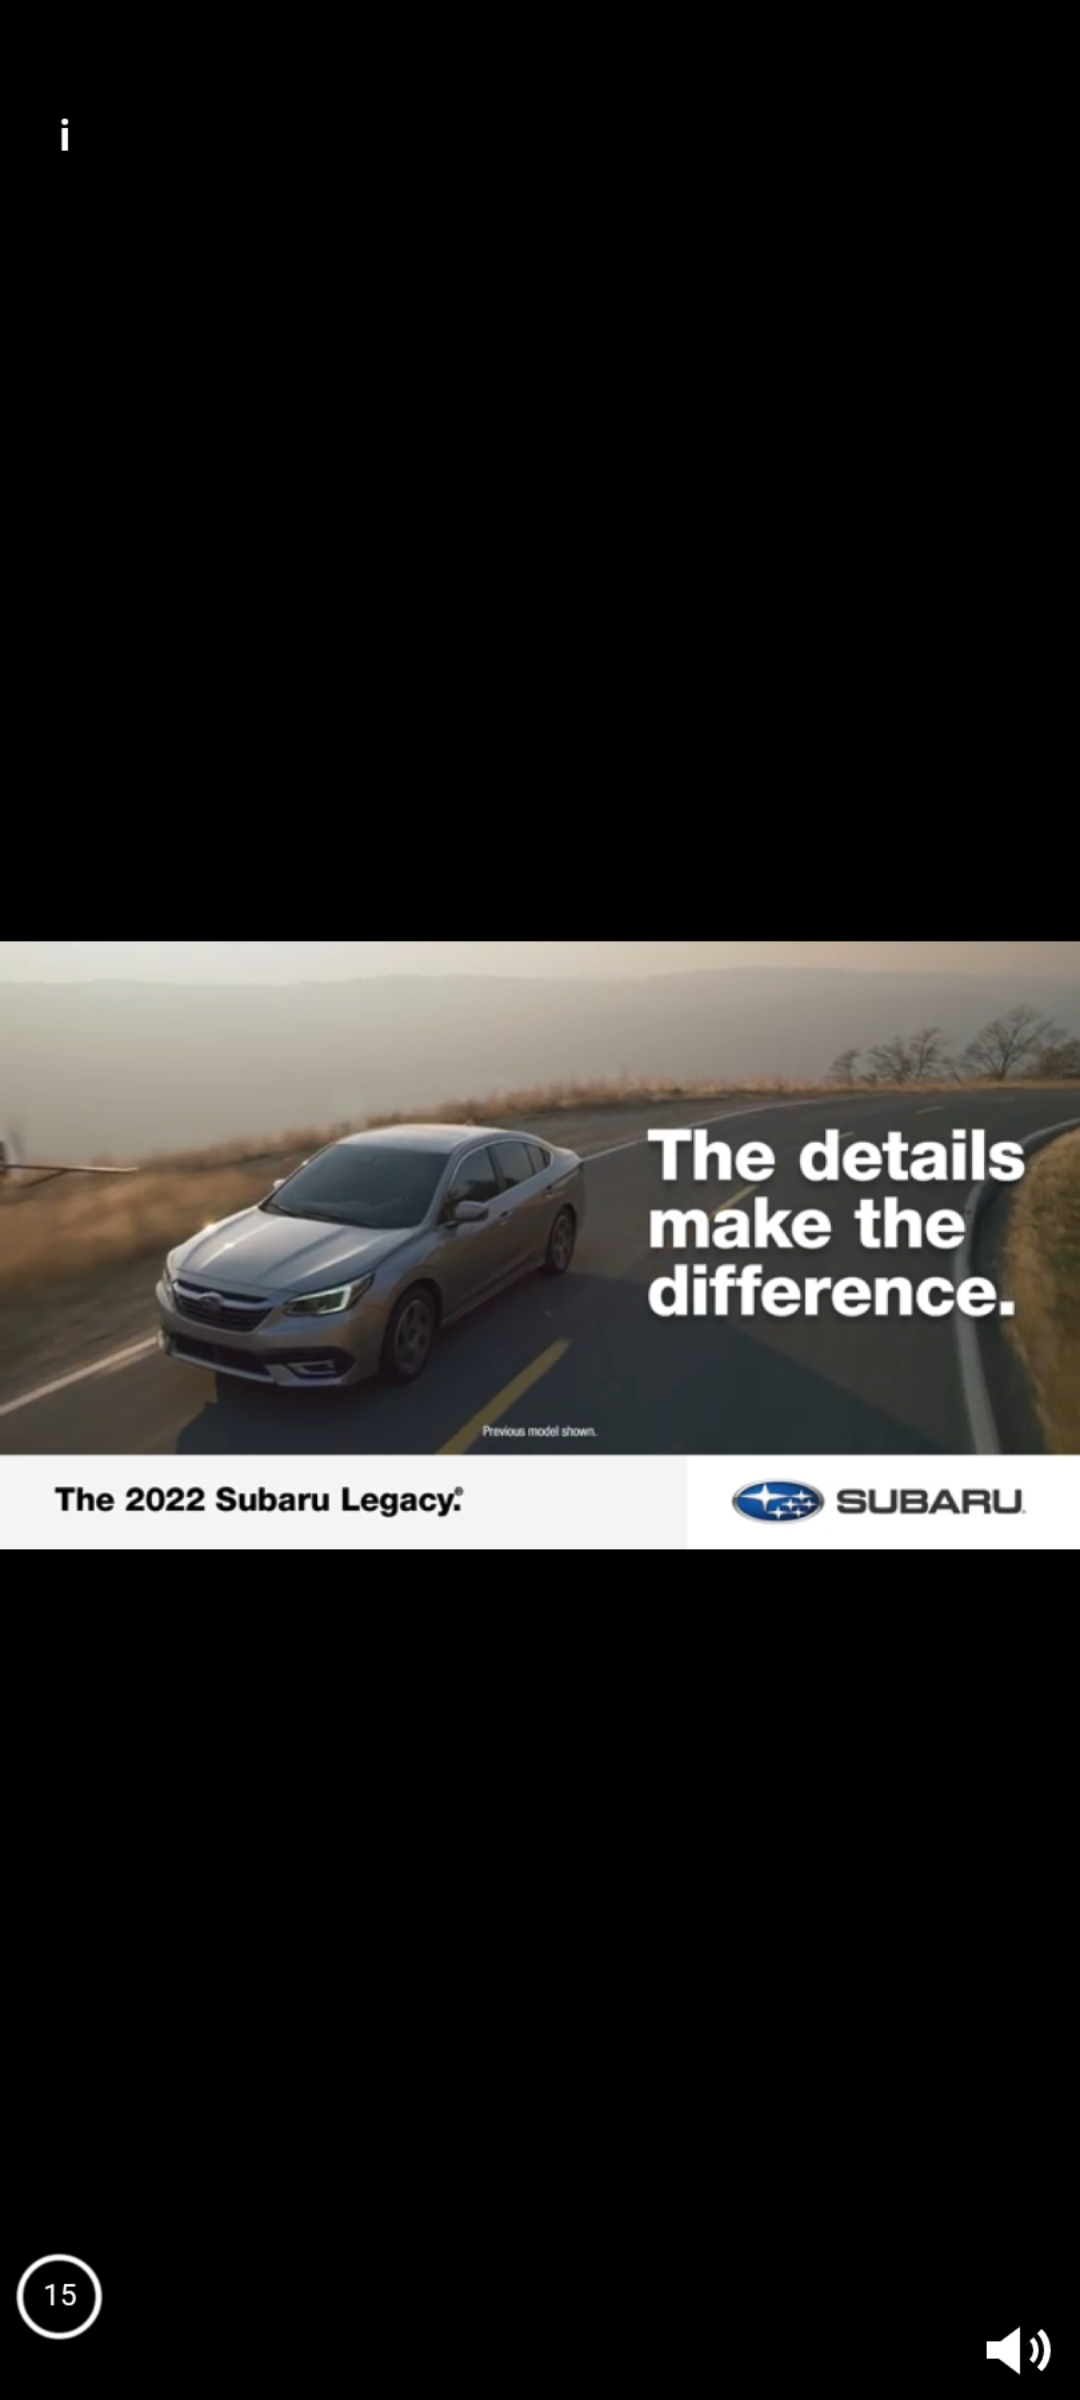 i
The details
make the
difference.
Previous model shown.
The 2022 Subaru Legacy.®
SUBARU®
15